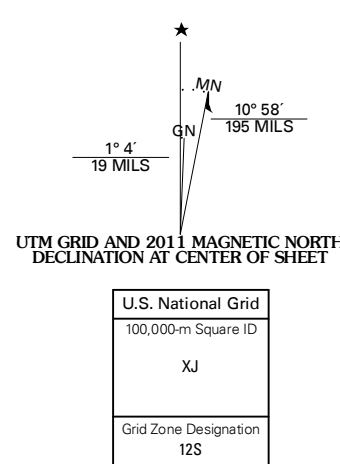 ★
MN
GN
10° 58´
195 MILS
1° 4´
19 MILS
UTM GRID AND 2011 MAGNETIC NORTH
DECLINATION AT CENTER OF SHEET
U.S. National Grid
100,000-m Square ID
XJ
Grid Zone Designation
12S